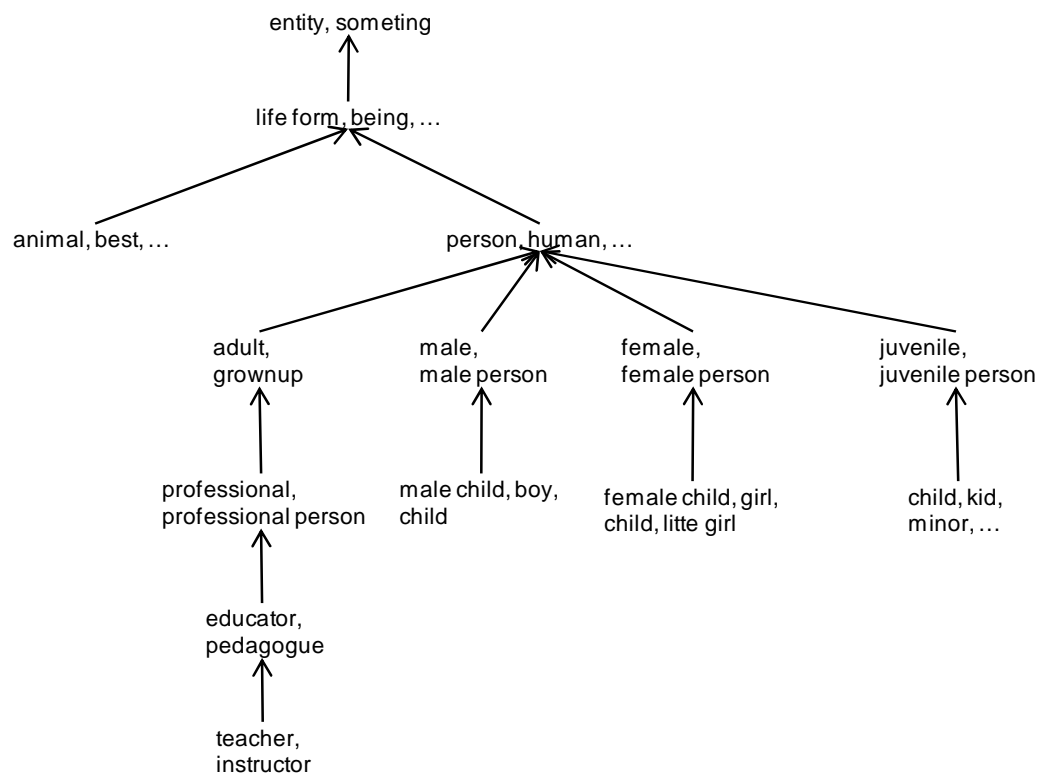 entity, someting
life form, being, …
animal, best, …
person, human, …
adult,
grownup
male,
male person
female,
female person
juvenile,
juvenile person
professional,
professional person
male child, boy,
child
female child, girl,
child, litte girl
child, kid,
minor, …
educator,
pedagogue
teacher,
instructor